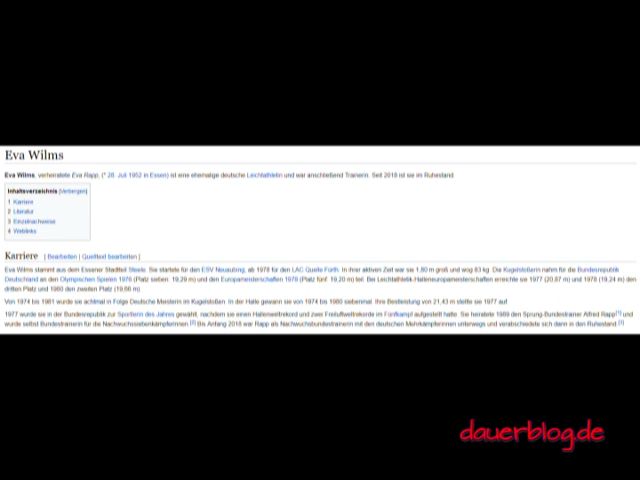 Eva Wilms
Eva Wilms, verheiratete Eva Rapp, (* 28. Juli 1952 in Essen) ist eine ehemalige deutsche Leichtathletin und war anschließend Trainerin. Seit 2018 ist sie im Ruhestand.
Inhaltsverzeichnis [Verbergen]
1 Karriere
2 Literatur
3 Einzelnachweise
4 Weblinks
Karriere [ Bearbeiten | Quelltext bearbeiten ]
Eva Wilms stammt aus dem Essener Stadtteil Steele. Sie startete für den ESV Neuaubing, ab 1978 für den LAC Quelle Fürth. In ihrer aktiven Zeit war sie 1,80 m groß und wog 83 kg. Die Kugelstoßerin nahm für die Bundesrepublik
Deutschland an den Olympischen Spielen 1976 (Platz sieben: 19,29 m) und den Europameisterschaften 1978 (Platz fünf: 19,20 m) teil. Bei Leichtathletik-Halleneuropameisterschaften erreichte sie 1977 (20,87 m) und 1978 (19,24 m) den
dritten Platz und 1980 den zweiten Platz (19,66 m).
Von 1974 bis 1981 wurde sie achtmal in Folge Deutsche Meisterin im Kugelstoßen. In der Halle gewann sie von 1974 bis 1980 siebenmal. Ihre Bestleistung von 21,43 m stellte sie 1977 auf.
1977 wurde sie in der Bundesrepublik zur Sportlerin des Jahres gewählt, nachdem sie einen Hallenweltrekord und zwei Freiluftweltrekorde im Fünfkampf aufgestellt hatte. Sie heiratete 1989 den Sprung-Bundestrainer Alfred Rapp[1] und
wurde selbst Bundestrainerin für die Nachwuchssiebenkämpferinnen.[2] Bis Anfang 2018 war Rapp als Nachwuchsbundestrainerin mit den deutschen Mehrkämpferinnen unterwegs und verabschiedete sich dann in den Ruhestand.[3]
dauerblog.de